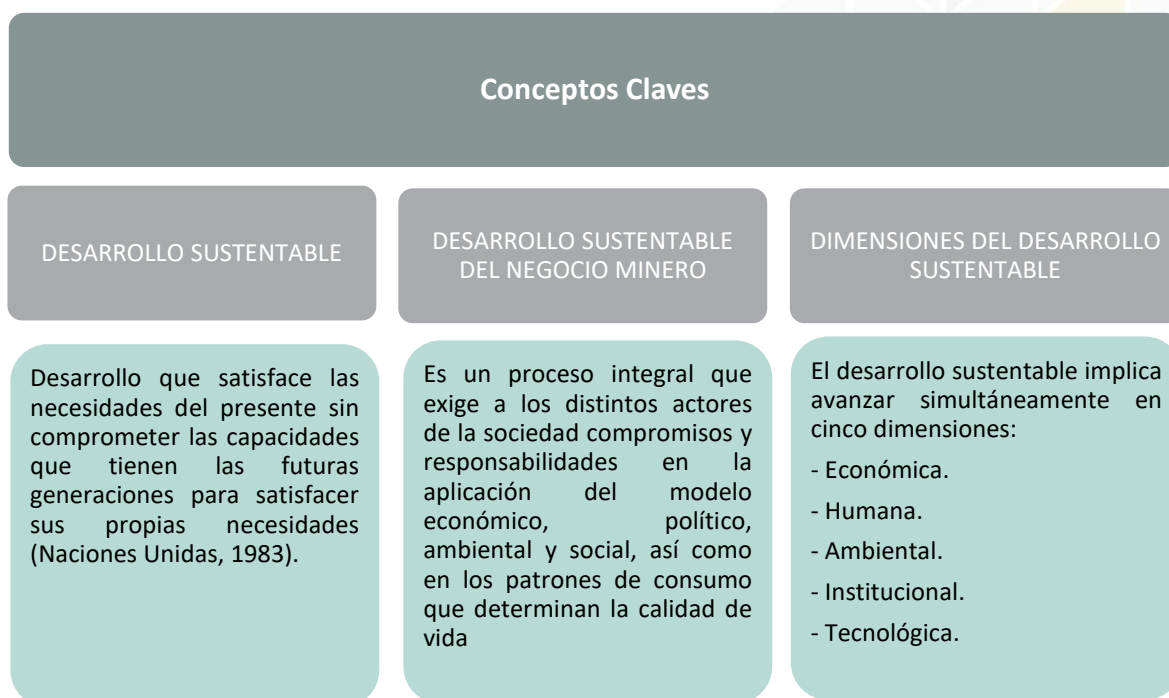 Conceptos Claves
DESARROLLO SUSTENTABLE
Desarrollo que satisface las
necesidades del presente sin
comprometer las capacidades
que tienen las futuras
generaciones para satisfacer
sus propias necesidades
(Naciones Unidas, 1983).
DESARROLLO SUSTENTABLE
DEL NEGOCIO MINERO
Es un proceso integral que
exige a los distintos actores
de la sociedad compromisos y
responsabilidades en la
aplicación del modelo
económico, político,
ambiental y social, así como
en los patrones de consumo
que determinan la calidad de
vida
DIMENSIONES DEL DESARROLLO
SUSTENTABLE
El desarrollo sustentable implica
avanzar simultáneamente en
cinco dimensiones:
- Económica.
- Humana.
- Ambiental.
- Institucional.
- Tecnológica.